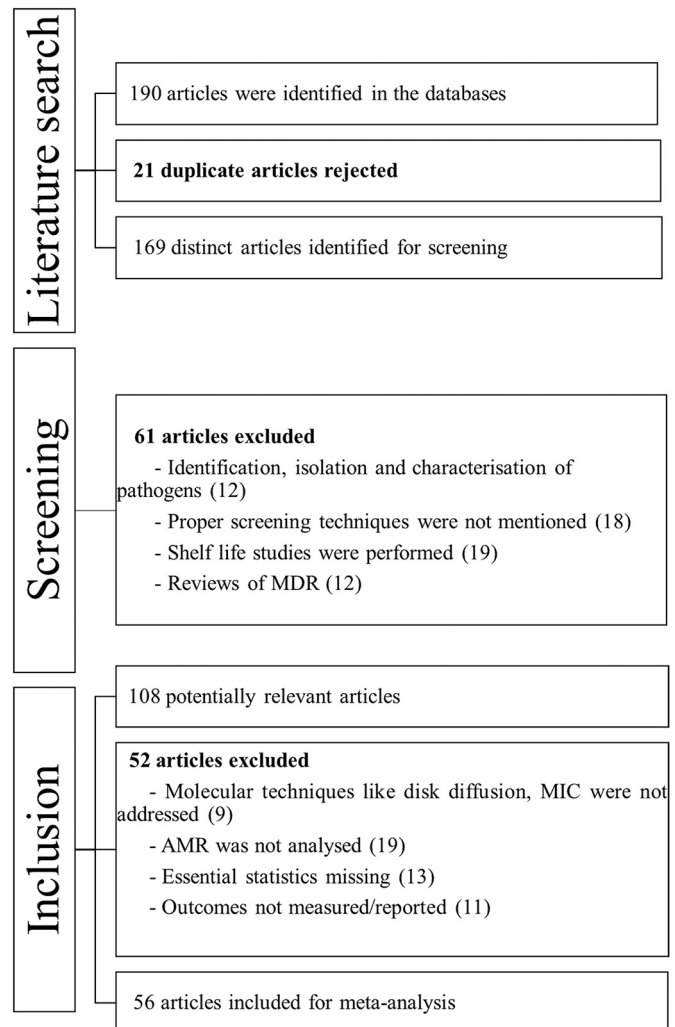 Literature search
190 articles were identified in the databases
21 duplicate articles rejected
169 distinct articles identified for screening
Screening
61 articles excluded
- Identification, isolation and characterisation of
pathogens (12)
- Proper screening techniques were not mentioned (18)
- Shelf life studies were performed (19)
- Reviews of MDR (12)
Inclusion
108 potentially relevant articles
52 articles excluded
- Molecular techniques like disk diffusion, MIC were not
addressed (9)
- AMR was not analysed (19)
- Essential statistics missing (13)
- Outcomes not measured/reported (11)
56 articles included for meta-analysis